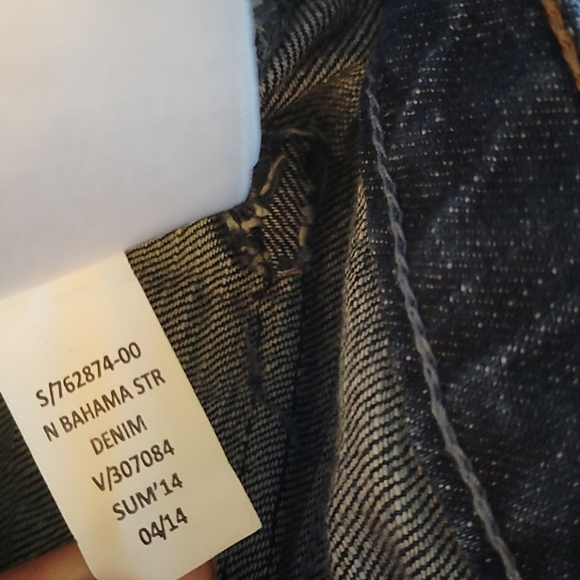 S/762874-00
N BAHAMA STR
DENIM
V/307084
SUM'14
04/14